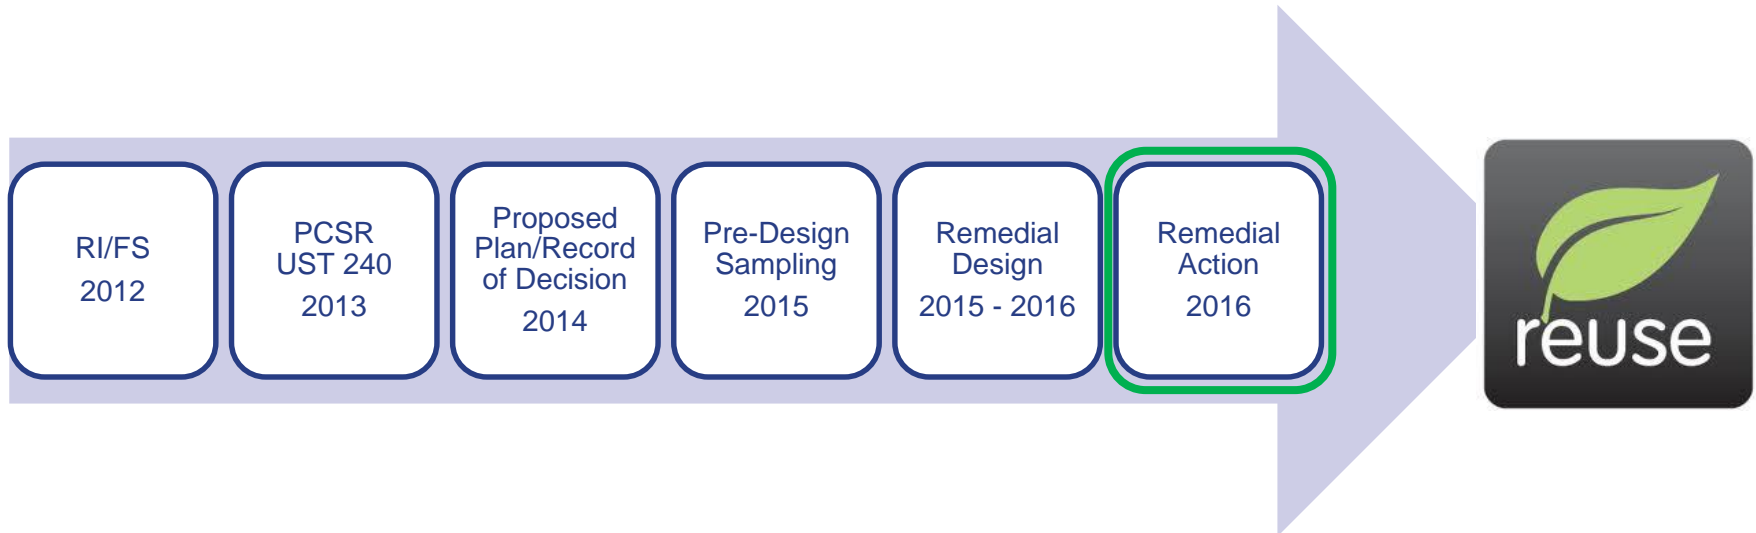 RI/FS
2012
PCSR
UST 240
2013
Proposed
Plan/Record
of Decision
2014
Pre-Design
Sampling
2015
Remedial
Design
2015 - 2016
Remedial
Action
2016
reuse